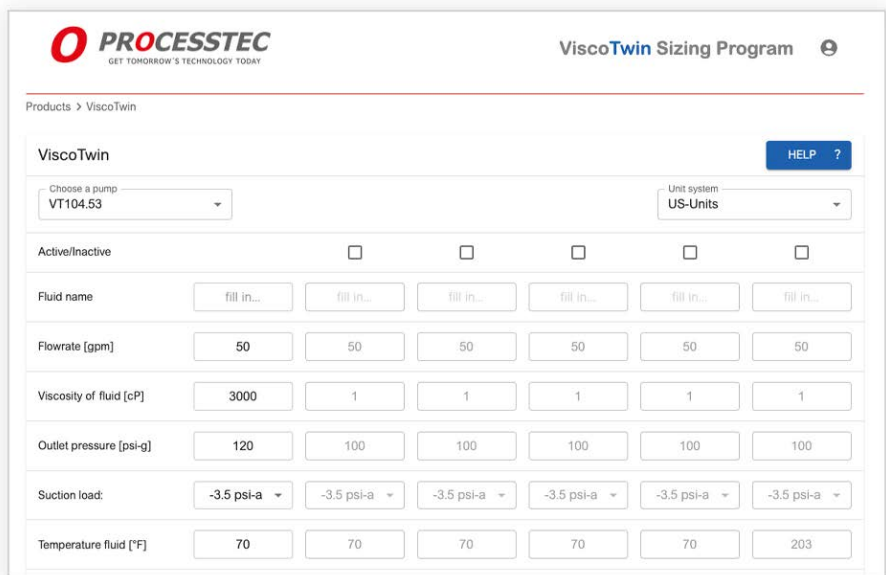 PROCESSTEC
GET TOMORROW´S TECHNOLOGY TODAY
ViscoTwin Sizing Program
Products > ViscoTwin
ViscoTwin
HELP ?
Choose a pump
VT104.53
Unit system
US-Units
Active/Inactive
Fluid name fill in... fill in... fill in... fill in... fill in... fill in...
Flowrate [gpm] 50 50 50 50 50 50
Viscosity of fluid [cP] 3000 1 1 1 1 1
Outlet pressure [psi-g] 120 100 100 100 100 100
Suction load: -3.5 psi-a -3.5 psi-a -3.5 psi-a -3.5 psi-a -3.5 psi-a -3.5 psi-a
Temperature fluid [°F] 70 70 70 70 70 203